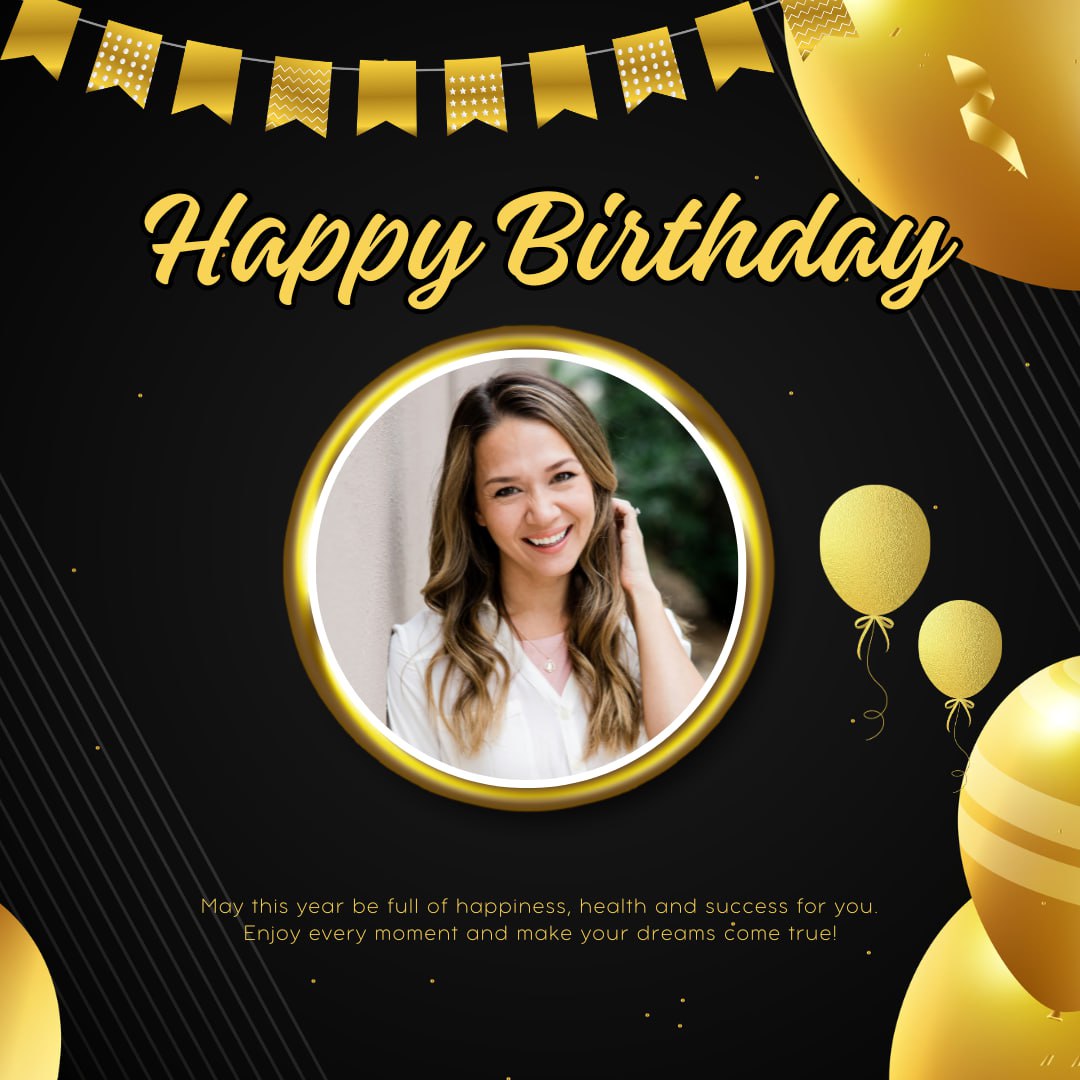 Happy Birthday
May this year be full of happiness, health and success for you.
Enjoy every moment and make your dreams come true!